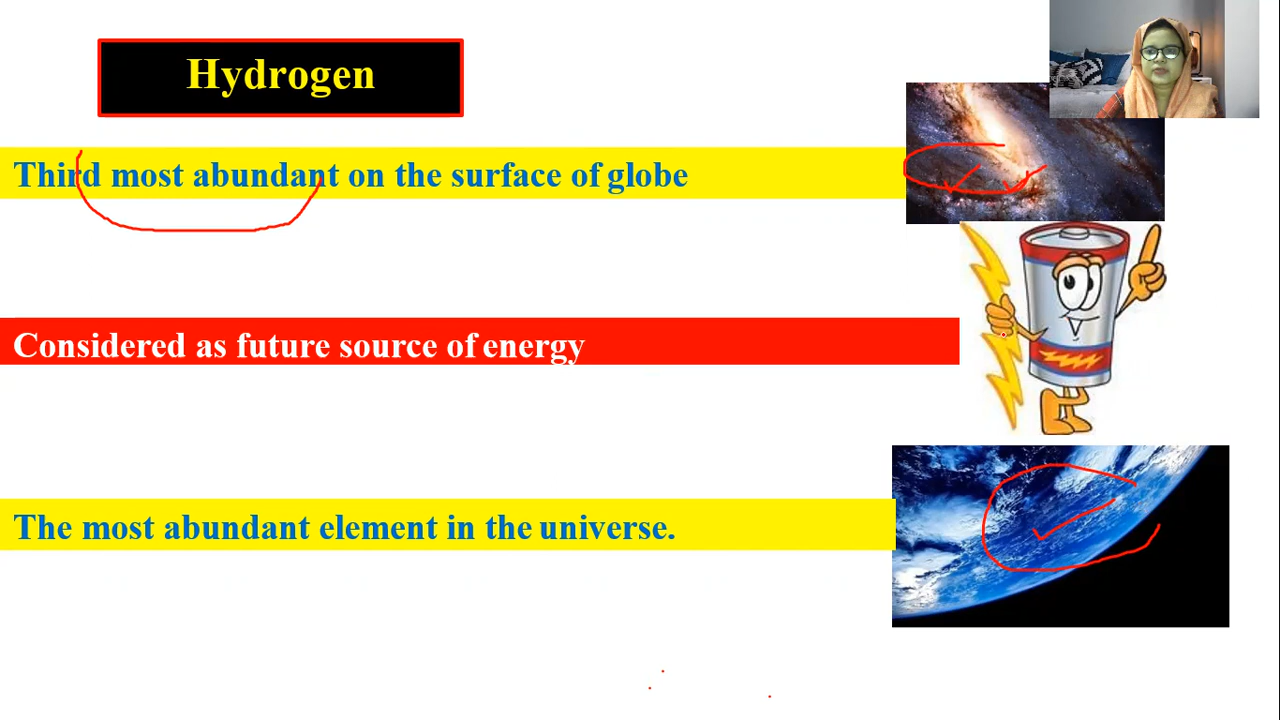 Hydrogen
Third most abundant on the surface of globe
Considered as future source of energy
The most abundant element in the universe.